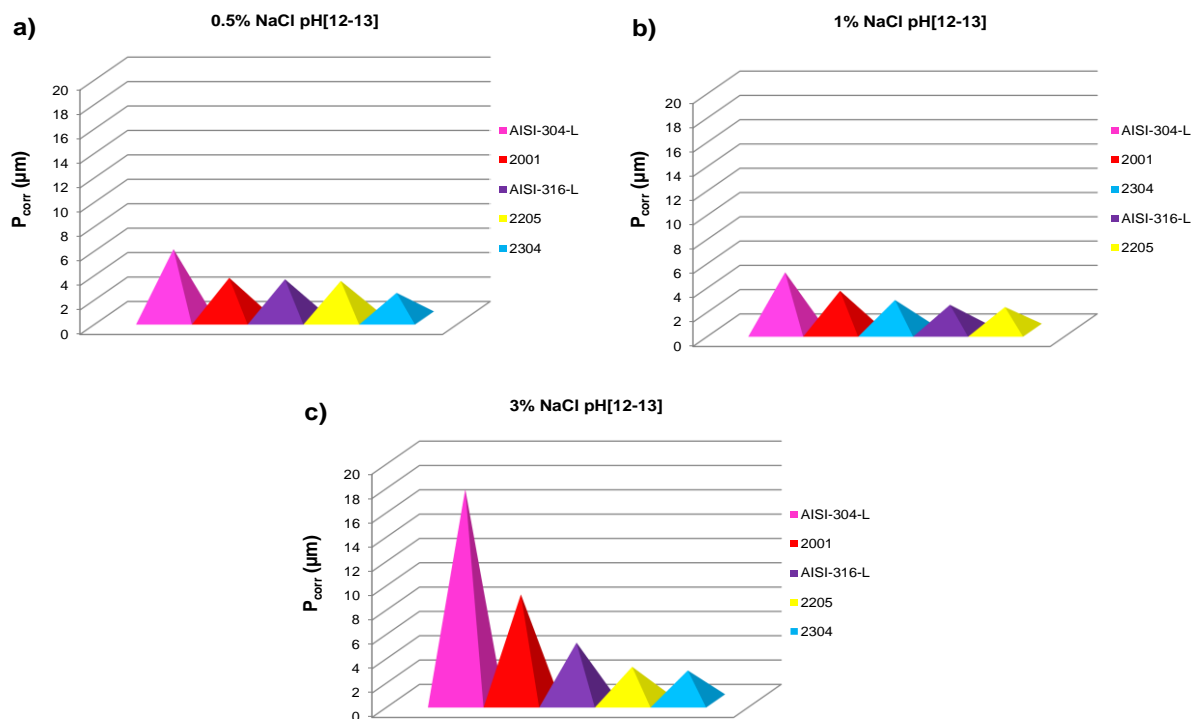 a)
0.5% NaCl pH[12-13]
20
18
16
14
12
10
8
6
4
2
0
P_corr (µm)
AISI-304-L
2001
AISI-316-L
2205
2304
b)
1% NaCl pH[12-13]
20
18
16
14
12
10
8
6
4
2
0
P_corr (µm)
AISI-304-L
2001
2304
AISI-316-L
2205
c)
3% NaCl pH[12-13]
20
18
16
14
12
10
8
6
4
2
0
P_corr (µm)
AISI-304-L
2001
AISI-316-L
2205
2304